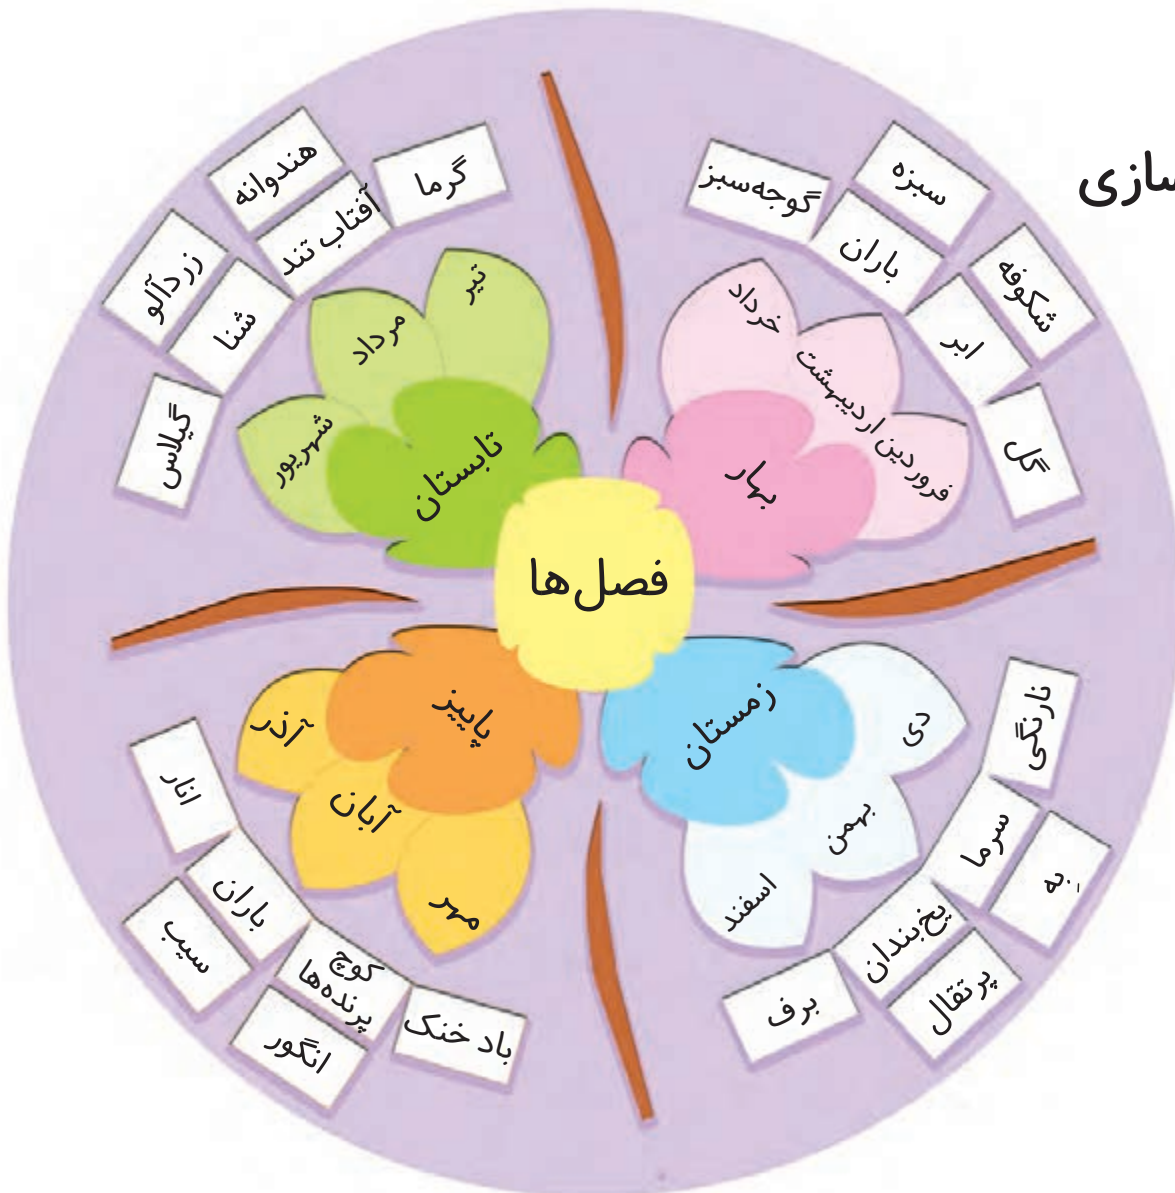 سازی
فصل‌ها
بهار
فروردین
اردیبهشت
خرداد
گوجه‌سبز
سبزه
باران
شکوفه
ابر
گل
تابستان
تیر
مرداد
شهریور
گرما
هندوانه
آفتاب تند
زردآلو
شنا
گیلاس
پاییز
مهر
آبان
آذر
انار
باران
سیب
کوچ
پرنده‌ها
انگور
باد خنک
زمستان
دی
بهمن
اسفند
نارنگی
سرما
بِه
یخ‌بندان
پرتقال
برف